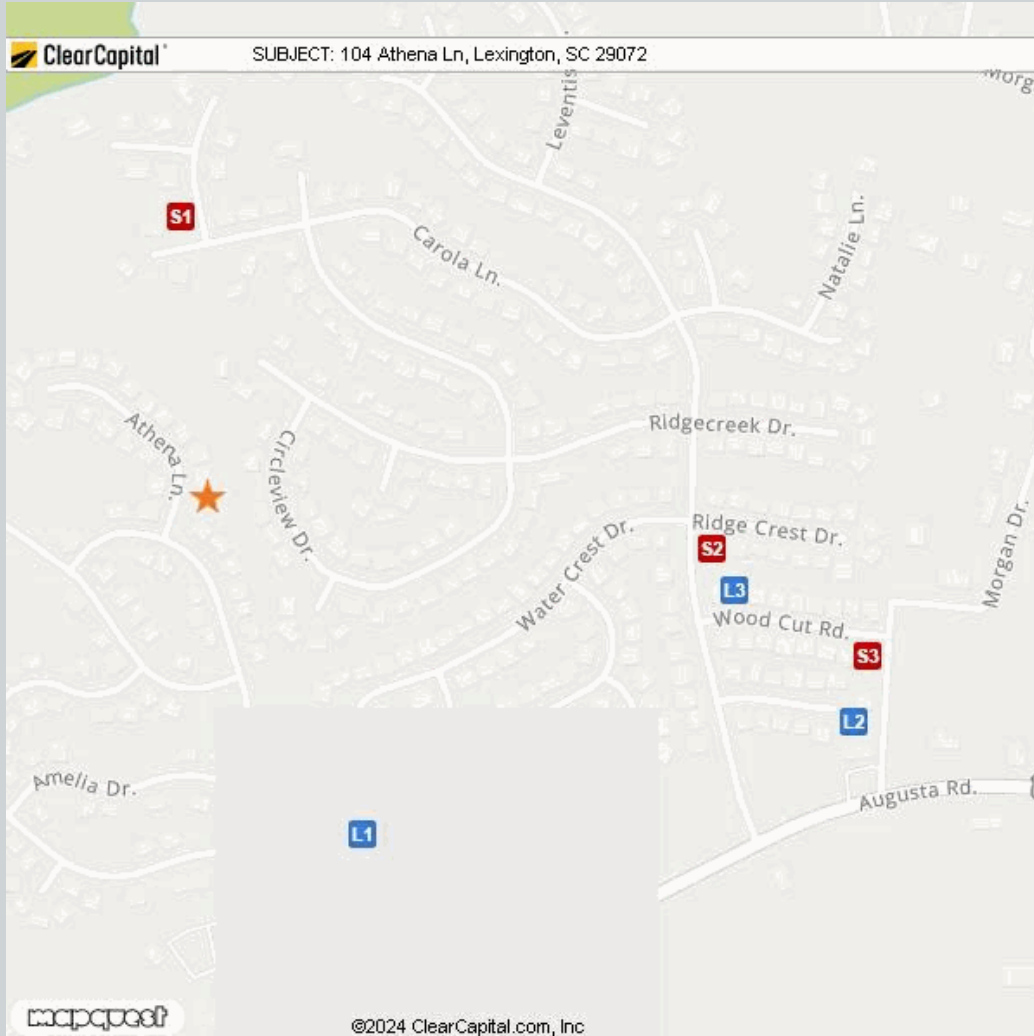 ClearCapital
SUBJECT: 104 Athena Ln, Lexington, SC 29072
Leventis
S1
Carola Ln.
Natalie Ln.
Ridgecreek Dr.
Athena Ln.
Circleview Dr.
Water Crest Dr.
Ridge Crest Dr.
S2
Morgan Dr.
L3
Wood Cut Rd.
S3
L2
Amelia Dr.
Augusta Rd.
L1
mapquest
©2024 ClearCapital.com, Inc